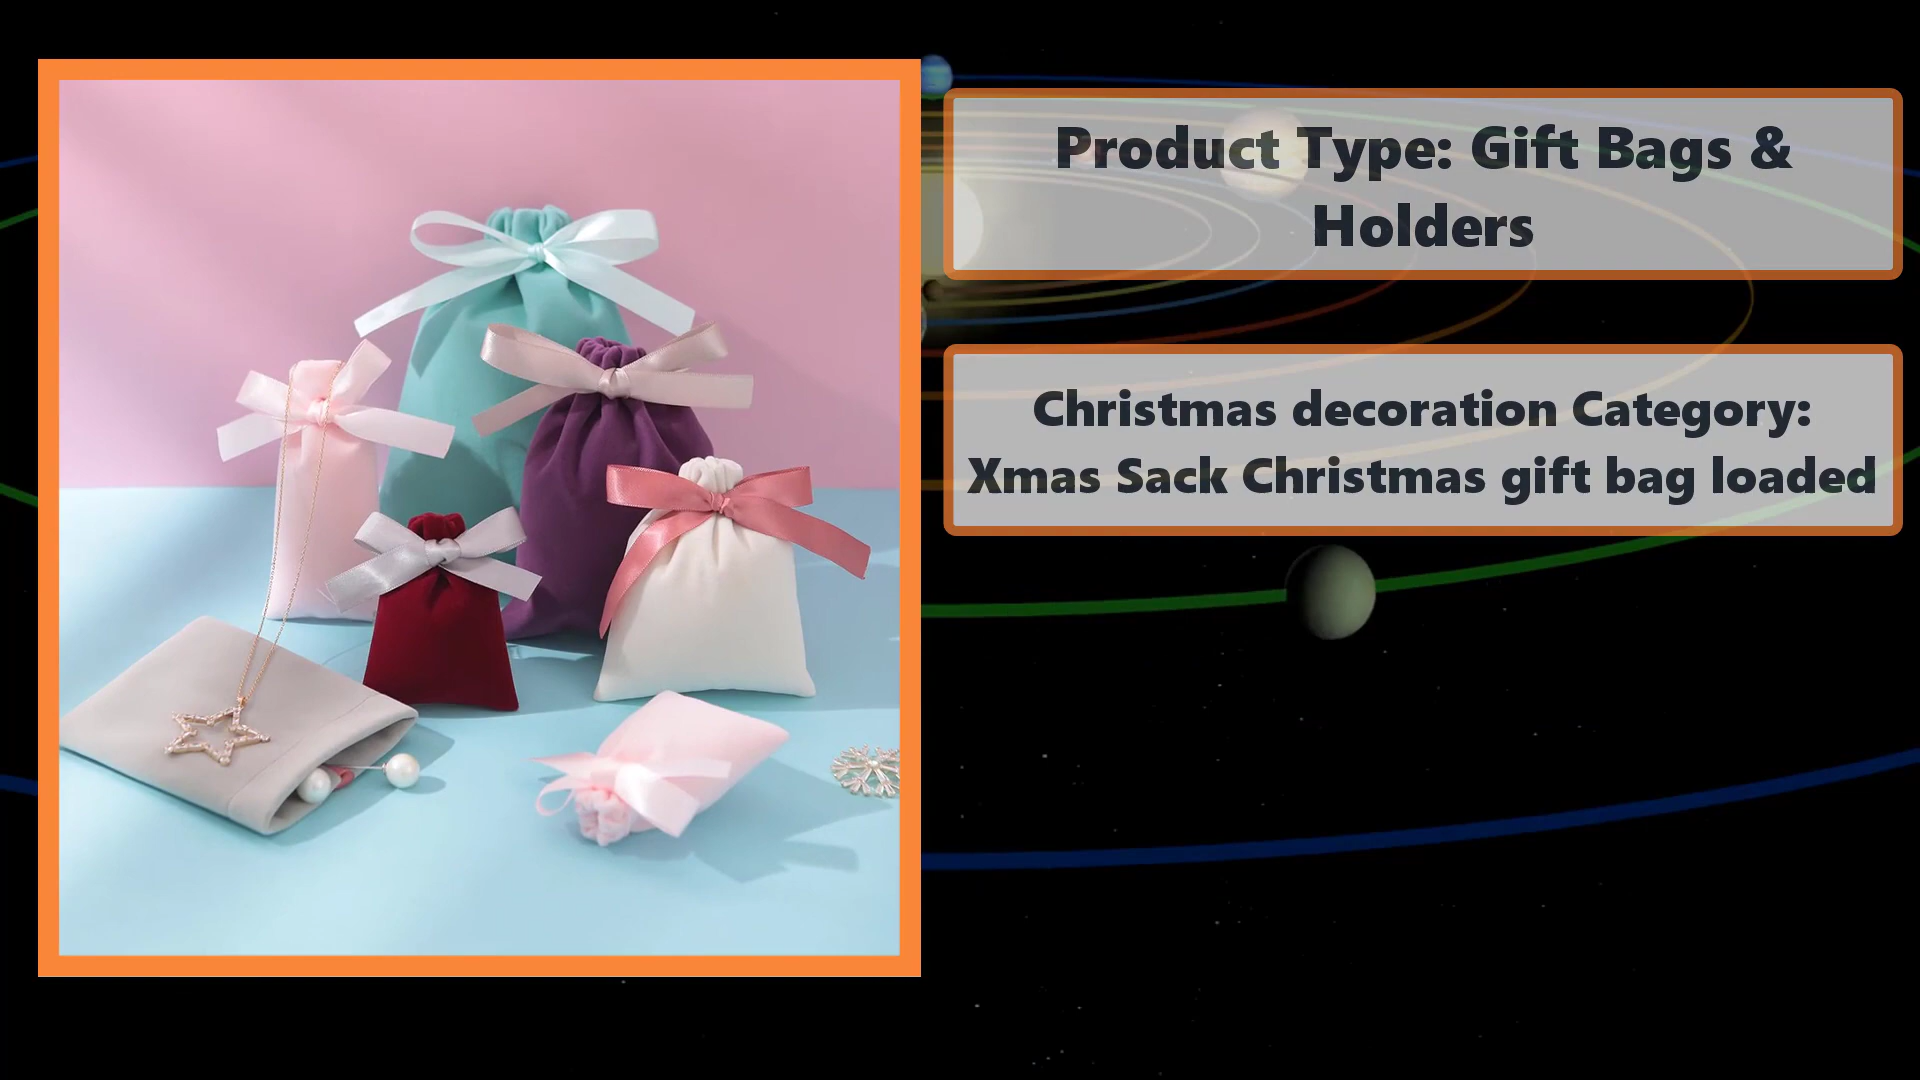 Product Type: Gift Bags &
Holders
Christmas decoration Category:
Xmas Sack Christmas gift bag loaded